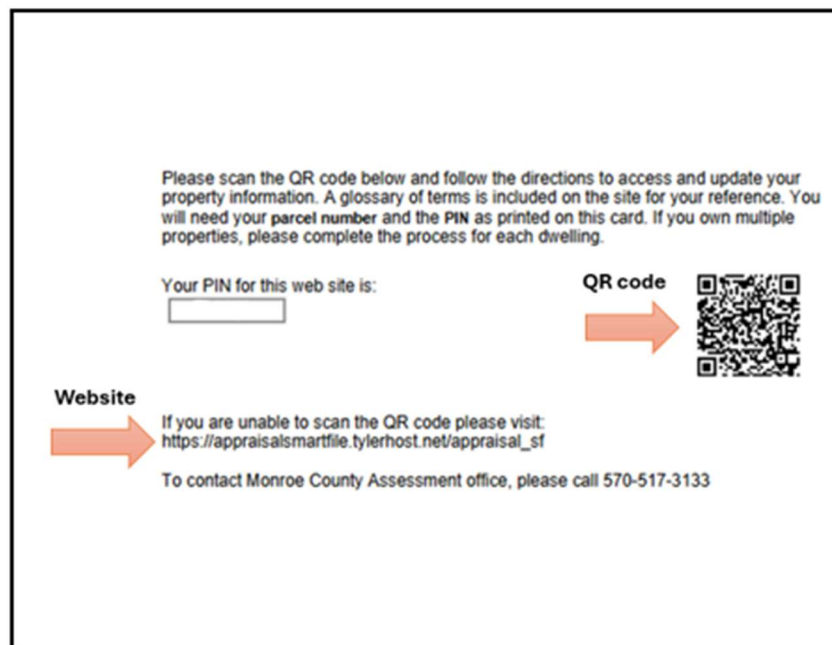 Please scan the QR code below and follow the directions to access and update your
property information. A glossary of terms is included on the site for your reference. You
will need your parcel number and the PIN as printed on this card. If you own multiple
properties, please complete the process for each dwelling.
Your PIN for this web site is:
QR code
Website
If you are unable to scan the QR code please visit:
https://appraisalsmartfile.tylerhost.net/appraisal_sf
To contact Monroe County Assessment office, please call 570-517-3133